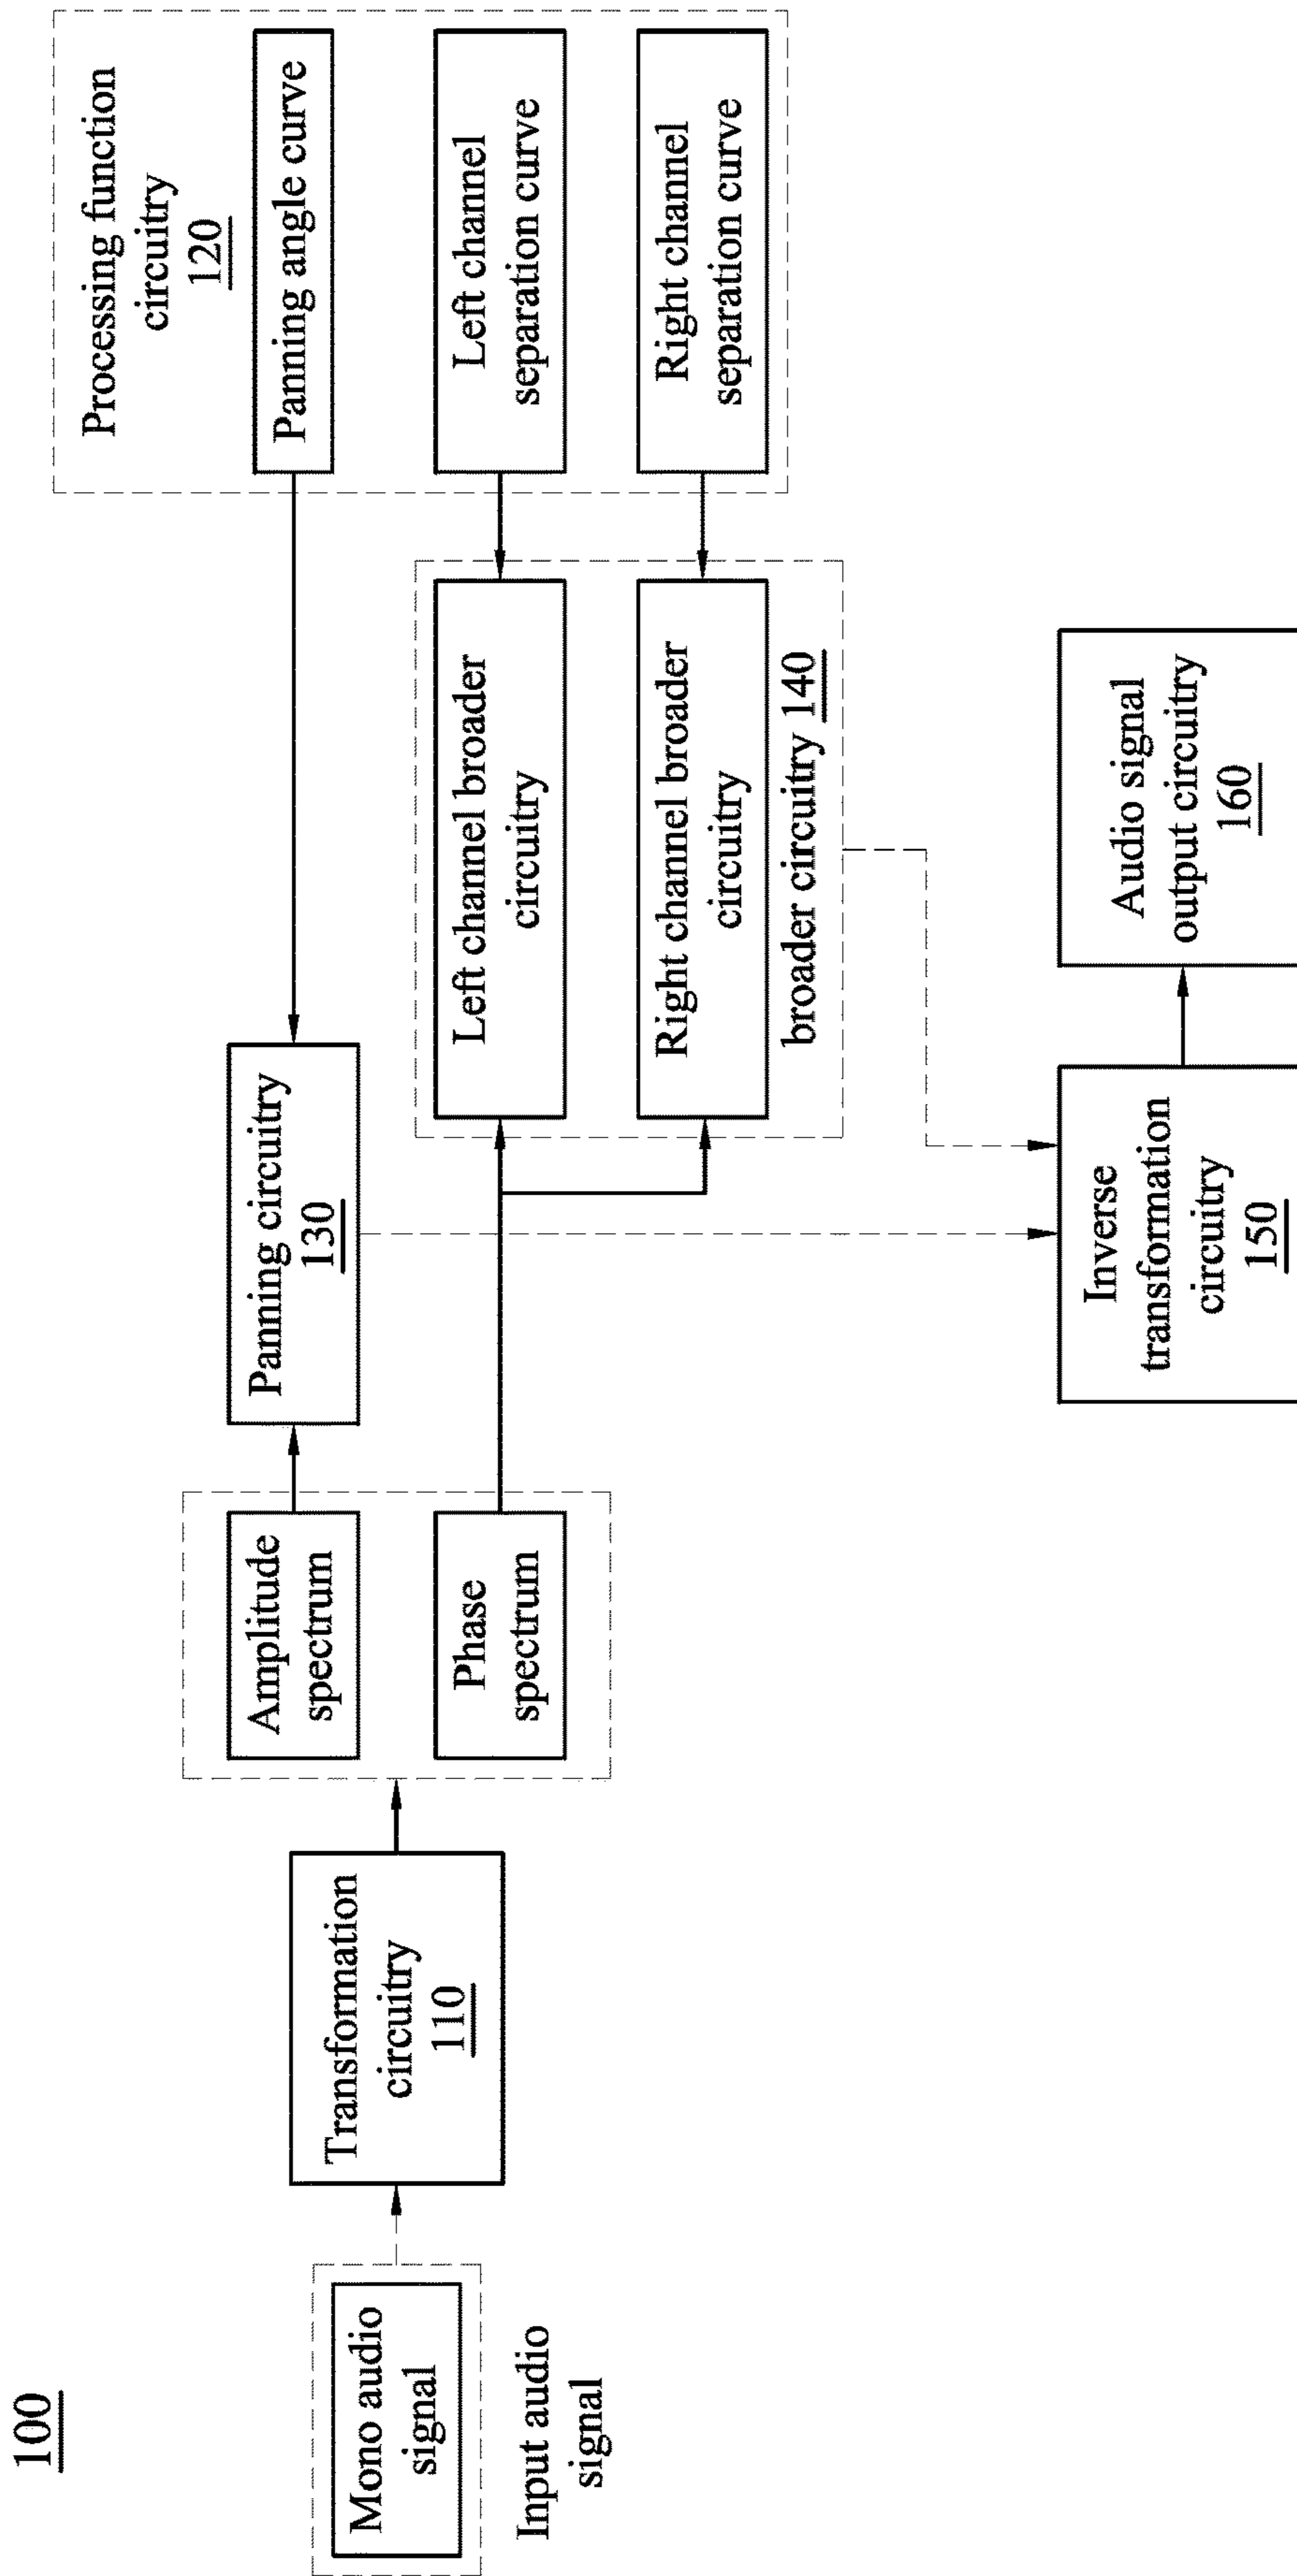 100
Mono audio
signal
Input audio
signal
Transformation
circuitry
110
Amplitude
spectrum
Phase
spectrum
Panning circuitry
130
Processing function
circuitry
120
Panning angle curve
Left channel
separation curve
Right channel
separation curve
Left channel broader
circuitry
Right channel broader
circuitry
broader circuitry 140
Inverse
transformation
circuitry
150
Audio signal
output circuitry
160